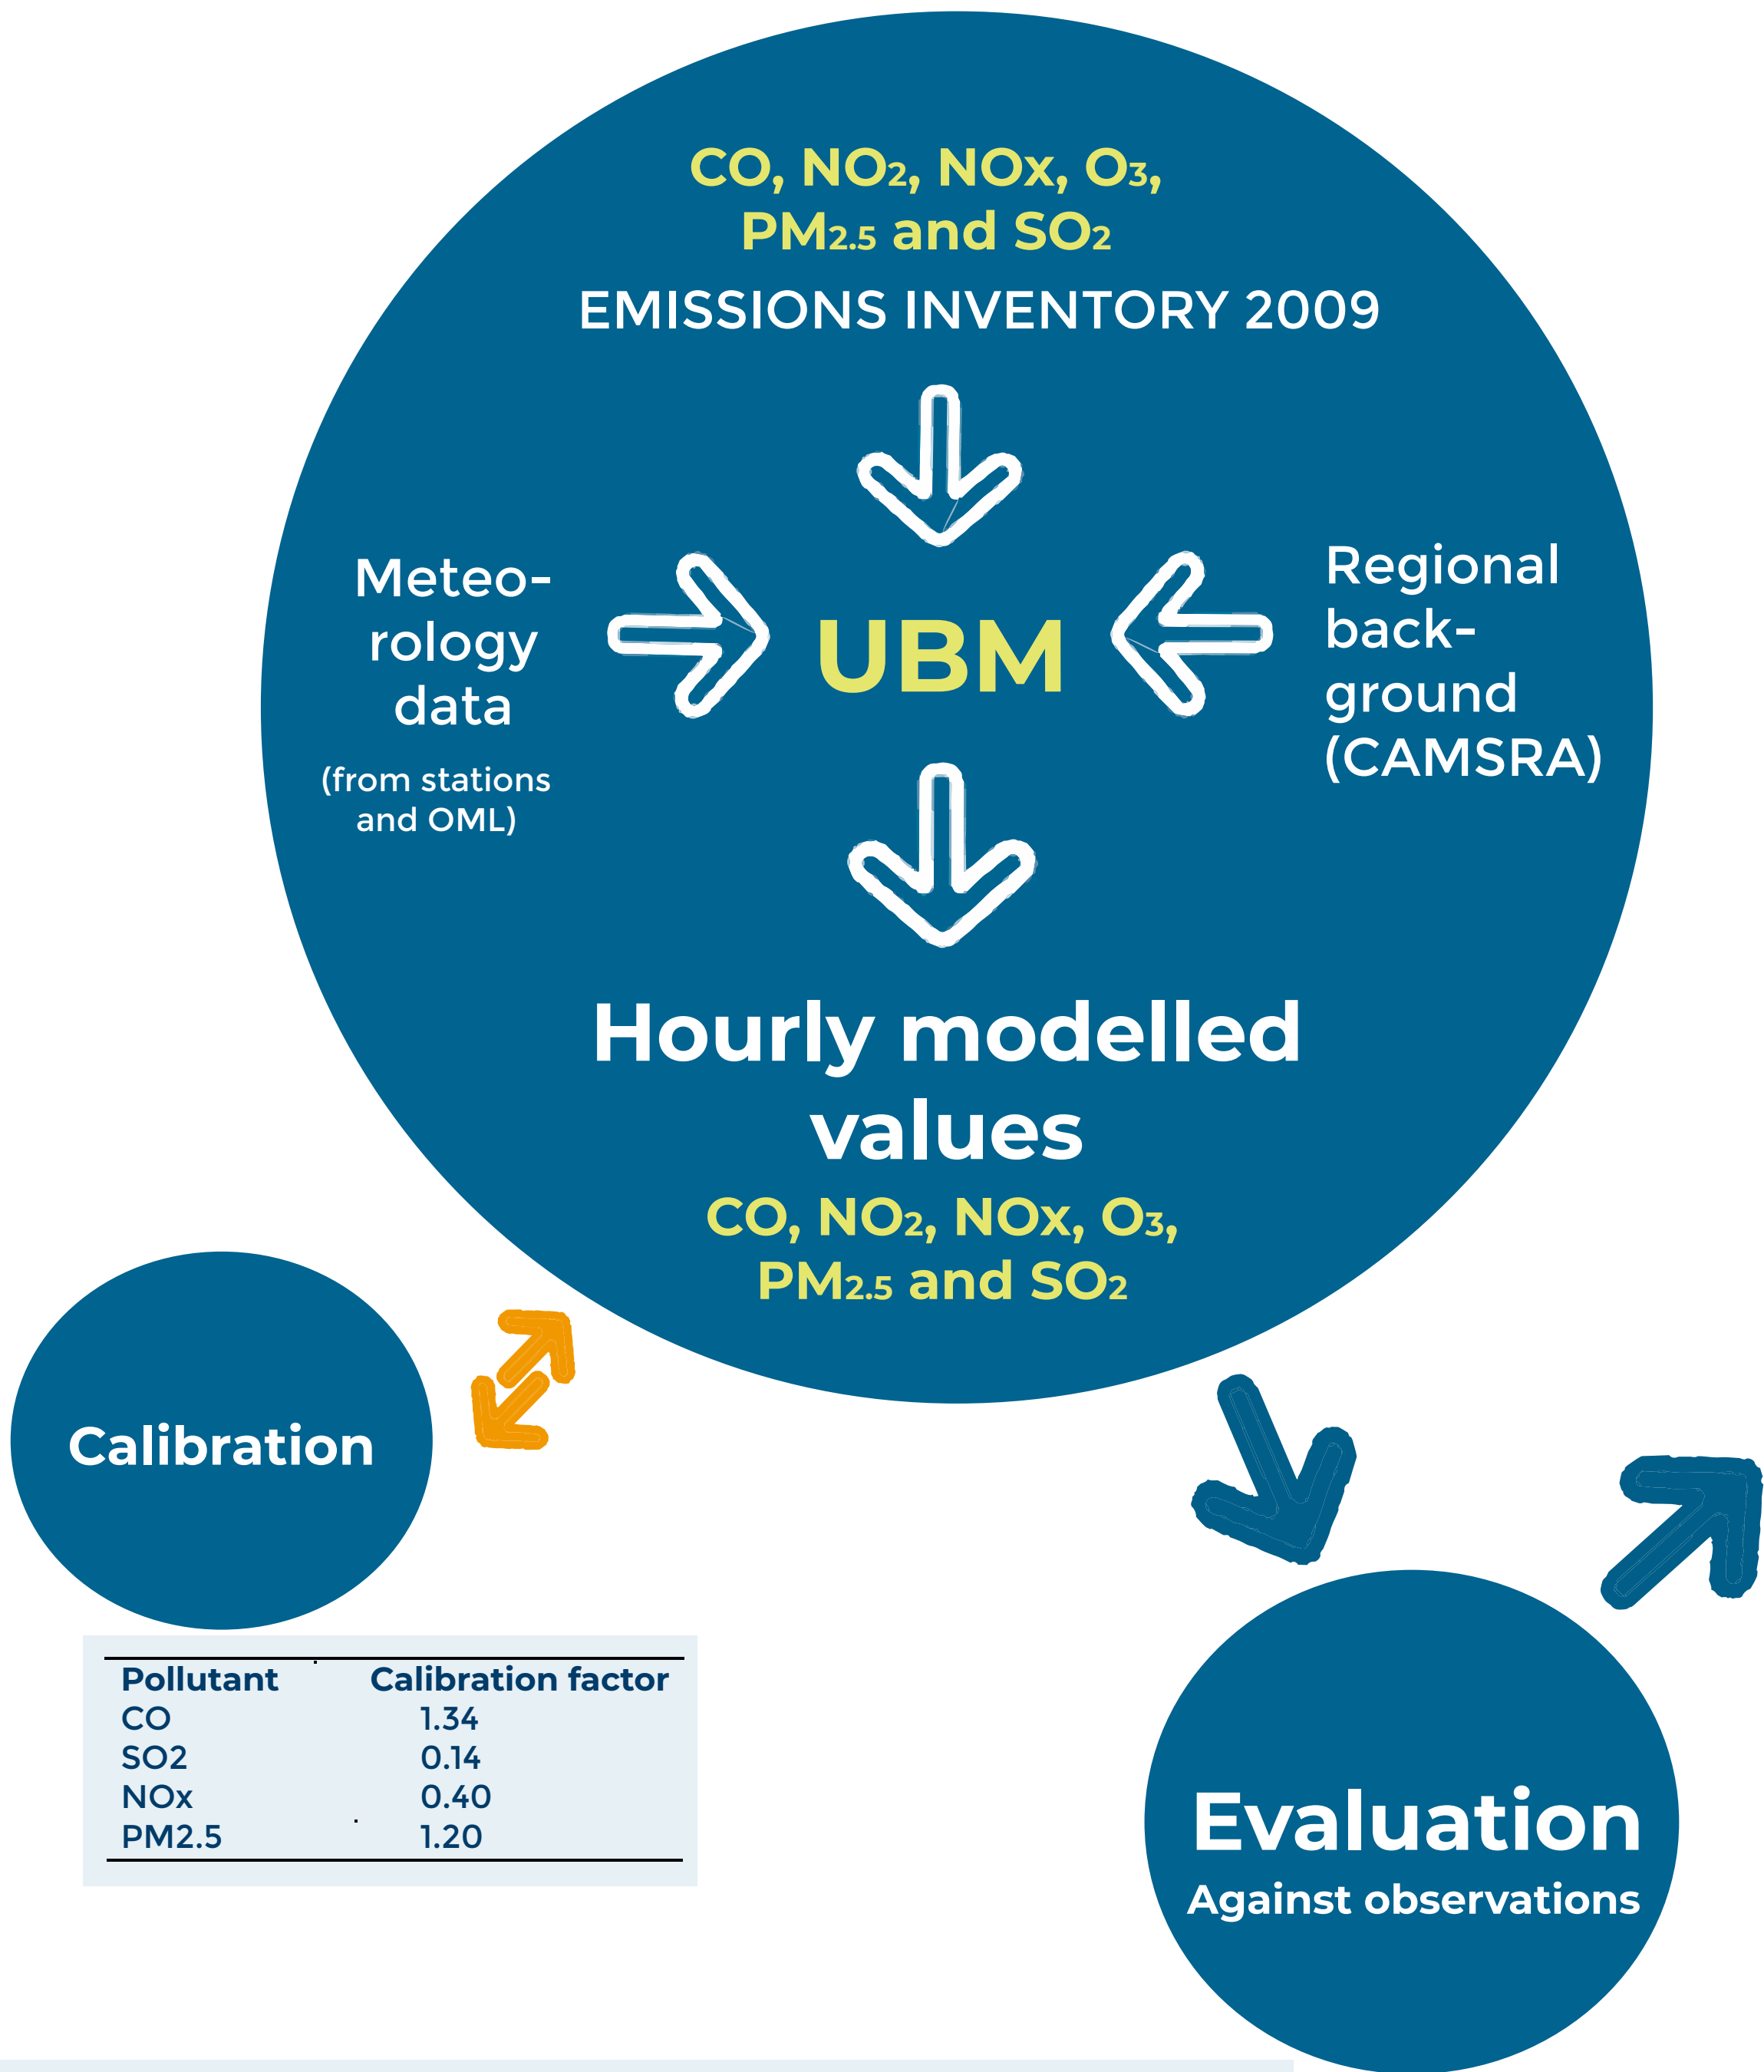 CO, NO2, NOx, O3,
PM2.5 and SO2
EMISSIONS INVENTORY 2009
Meteo-
rology
data
(from stations
and OML)
UBM
Regional
back-
ground
(CAMSRA)
Hourly modelled
values
CO, NO2, NOx, O3,
PM2.5 and SO2
Calibration
Pollutant Calibration factor
CO 1.34
SO2 0.14
NOx 0.40
PM2.5 1.20
Evaluation
Against observations